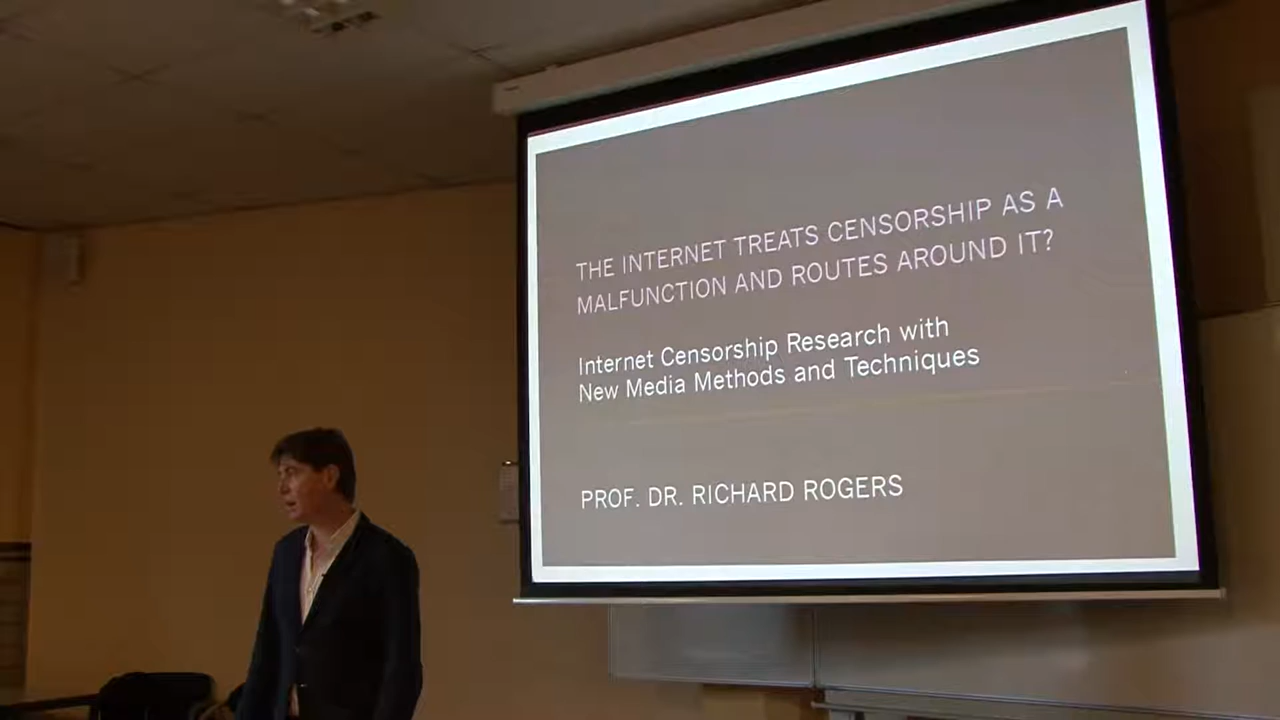 THE INTERNET TREATS CENSORSHIP AS A
MALFUNCTION AND ROUTES AROUND IT?
Internet Censorship Research with
New Media Methods and Techniques
PROF. DR. RICHARD ROGERS